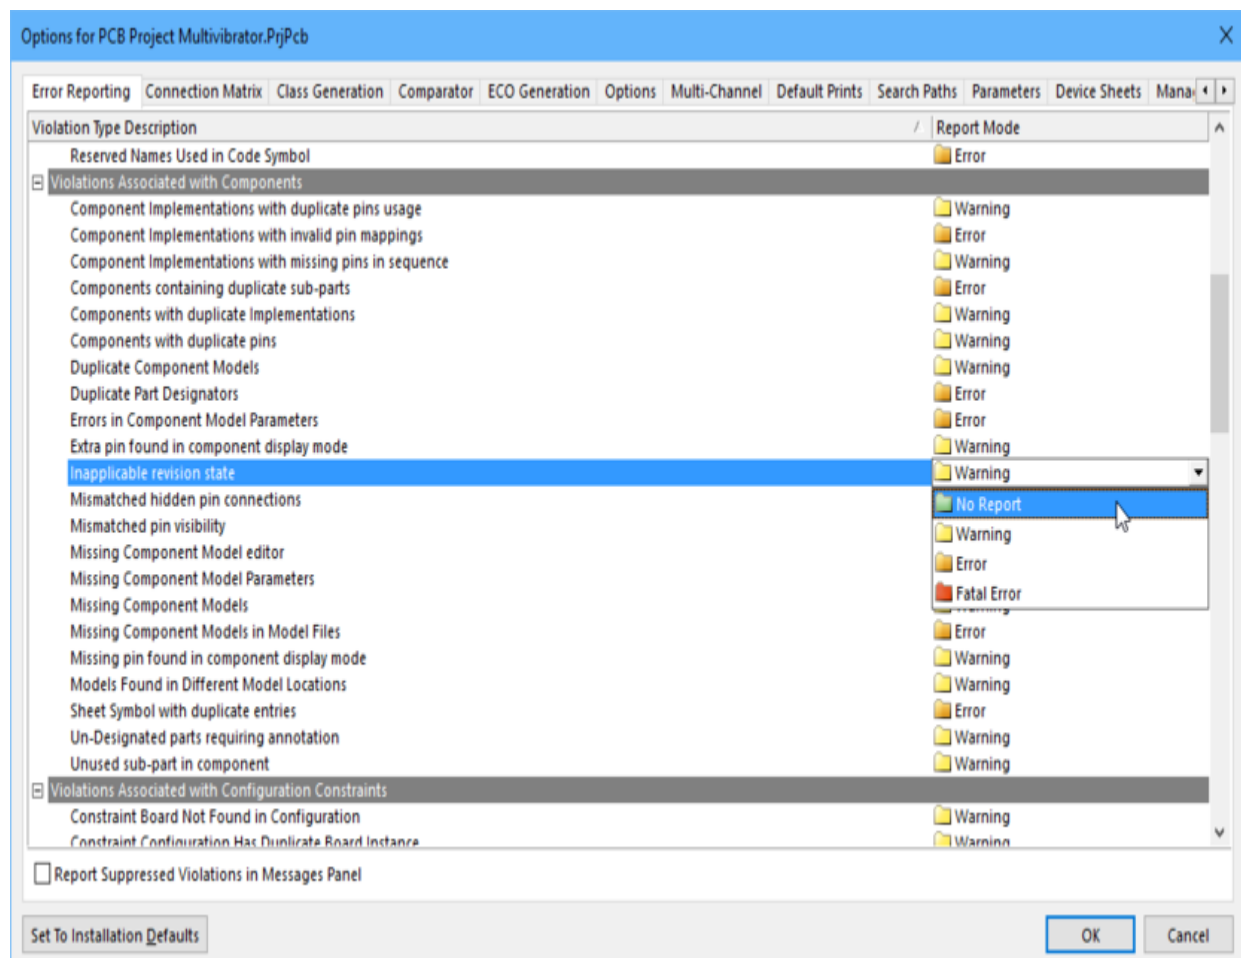 Options for PCB Project Multivibrator.PrjPcb
Error Reporting Connection Matrix Class Generation Comparator ECO Generation Options Multi-Channel Default Prints Search Paths Parameters Device Sheets Mana
Violation Type Description Report Mode
Reserved Names Used in Code Symbol Error
Violations Associated with Components
Component Implementations with duplicate pins usage Warning
Component Implementations with invalid pin mappings Error
Component Implementations with missing pins in sequence Warning
Components containing duplicate sub-parts Error
Components with duplicate Implementations Warning
Components with duplicate pins Warning
Duplicate Component Models Warning
Duplicate Part Designators Error
Errors in Component Model Parameters Error
Extra pin found in component display mode Warning
Inapplicable revision state Warning
Mismatched hidden pin connections No Report
Mismatched pin visibility Warning
Missing Component Model editor Error
Missing Component Model Parameters Fatal Error
Missing Component Models
Missing Component Models in Model Files Error
Missing pin found in component display mode Warning
Models Found in Different Model Locations Warning
Sheet Symbol with duplicate entries Error
Un-Designated parts requiring annotation Warning
Unused sub-part in component Warning
Violations Associated with Configuration Constraints
Constraint Board Not Found in Configuration Warning
Constraint Configuration Has Duplicate Board Instance Warning
Report Suppressed Violations in Messages Panel
Set To Installation Defaults OK Cancel